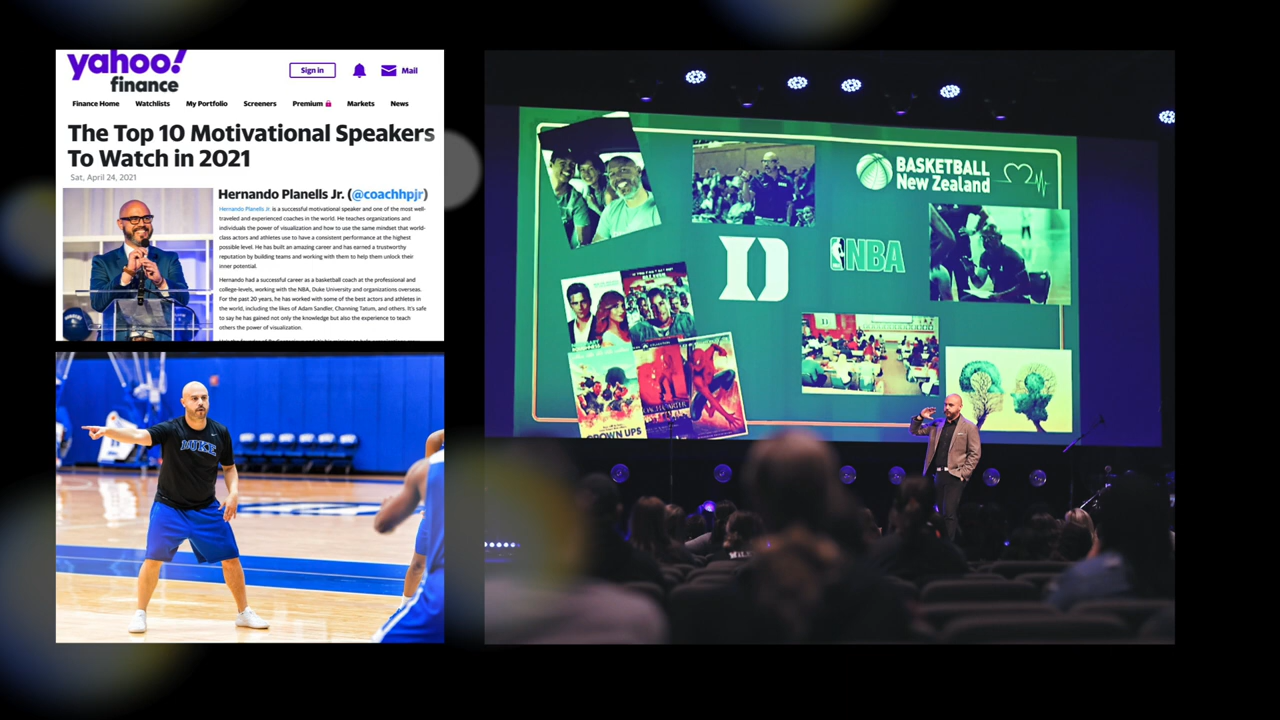 yahoo!
finance
Sign in
Mail
Finance Home Watchlists My Portfolio Screeners Premium Markets News
The Top 10 Motivational Speakers
To Watch in 2021
Sat, April 24, 2021
Hernando Planells Jr. (@coachhpjr)
Hernando Planells Jr. is a successful motivational speaker and one of the most well-
traveled and experienced coaches in the world. He teaches organizations and
individuals the power of visualization and how to use the same mindset that world-
class actors and athletes use to have a consistent performance at the highest
possible level. He has built an amazing career and has earned a trustworthy
reputation by building teams and working with them to help them unlock their
inner potential.
Hernando had a successful career as a basketball coach at the professional and
college-levels, working with the NBA, Duke University and organizations overseas.
For the past 20 years, he has worked with some of the best actors and athletes in
the world, including the likes of Adam Sandler, Channing Tatum, and others. It's safe
to say he has gained not only the knowledge but also the experience to teach
others the power of visualization.
DUKE
BASKETBALL
New Zealand
D
NBA
COACH CARTER
GROWN UPS